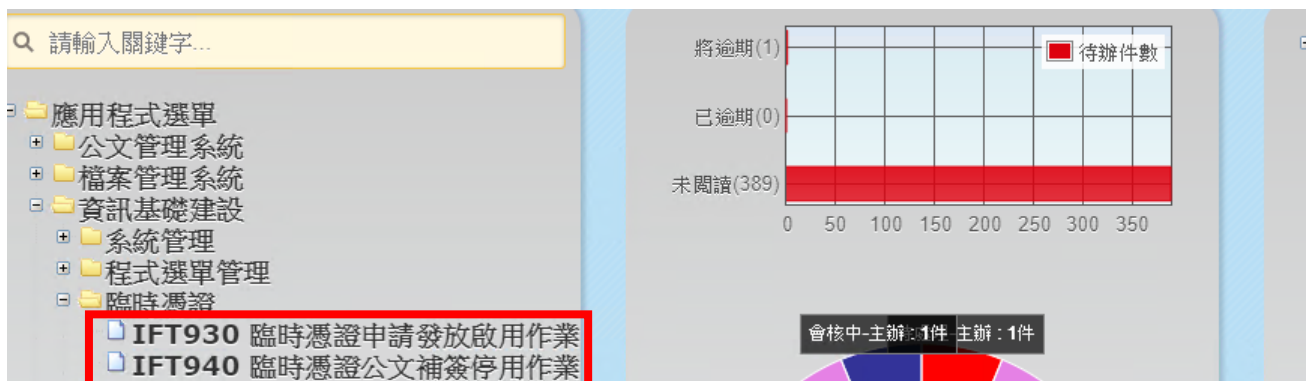 請輸入關鍵字...
應用程式選單
公文管理系統
檔案管理系統
資訊基礎建設
系統管理
程式選單管理
臨時憑證
IFT930 臨時憑證申請發放啟用作業
IFT940 臨時憑證公文補簽停用作業
將逾期(1)
待辦件數
已逾期(0)
未閱讀(389)
0 50 100 150 200 250 300 350
會核中-主辦:1件 主辦:1件